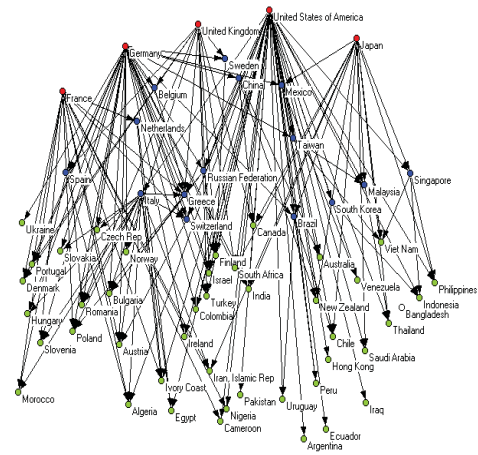 United States of America
United Kingdom
Japan
Germany
Sweden
China
Mexico
France
Belgium
Netherlands
Taiwan
Spain
Russian Federation
Malaysia
Singapore
Italy
Greece
South Korea
Switzerland
Ukraine
Czech Rep
Canada
Brazil
Slovakia
Norway
Viet Nam
Portugal
Finland
South Africa
Australia
Denmark
Israel
India
Venezuela
Philippines
Romania
Bulgaria
Turkey
Colombia
New Zealand
Indonesia
Bangladesh
Hungary
Poland
Slovenia
Austria
Ireland
Chile
Thailand
Saudi Arabia
Hong Kong
Iran, Islamic Rep
Morocco
Ivory Coast
Algeria
Egypt
Pakistan
Nigeria
Cameroon
Uruguay
Peru
Iraq
Ecuador
Argentina